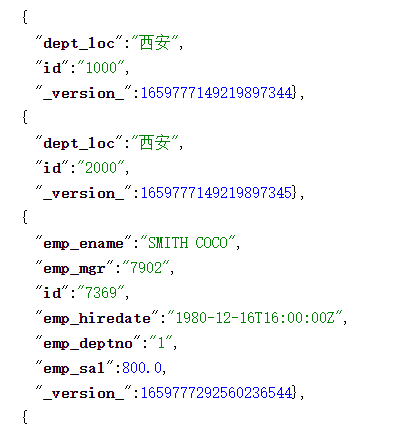 {
"dept_loc":"西安",
"id":"1000",
"_version_":1659777149219897344},
{
"dept_loc":"西安",
"id":"2000",
"_version_":1659777149219897345},
{
"emp_ename":"SMITH COCO",
"emp_mgr":"7902",
"id":"7369",
"emp_hiredate":"1980-12-16T16:00:00Z",
"emp_deptno":"1",
"emp_sal":800.0,
"_version_":1659777292560236544},
{